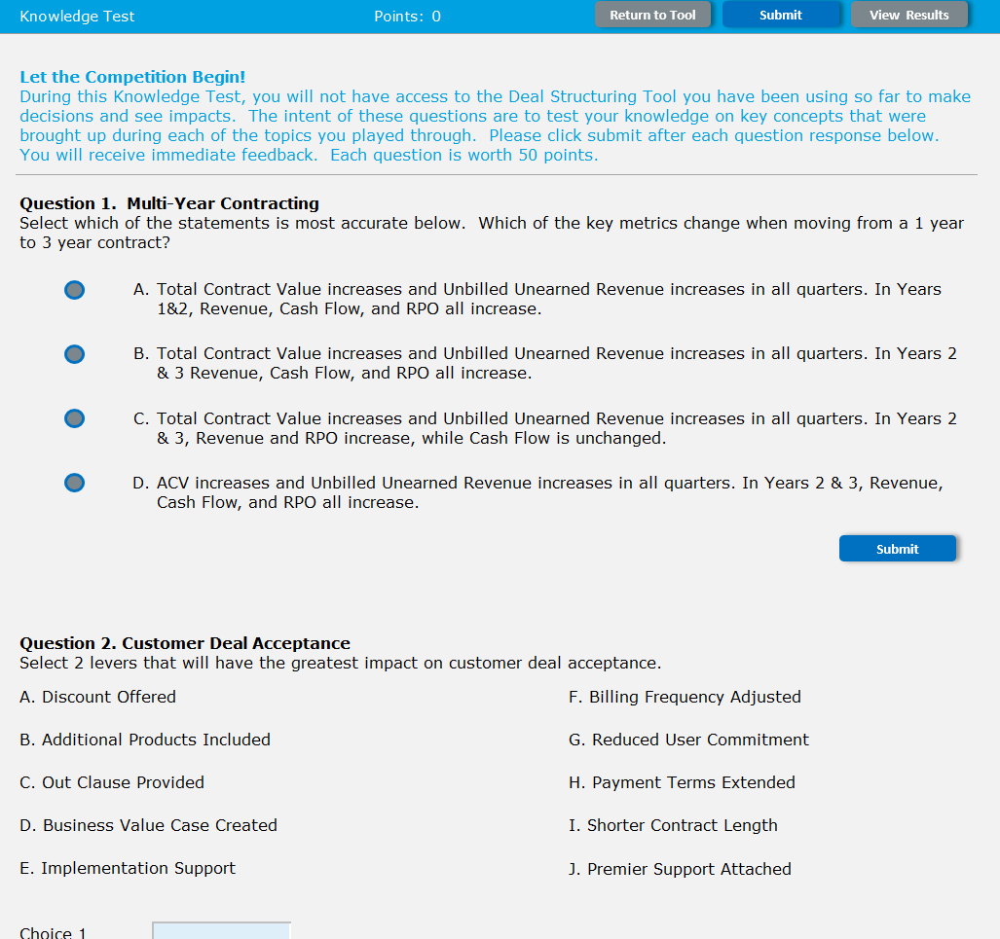 Knowledge Test
Points: 0
Return to Tool
Submit
View Results
Let the Competition Begin!
During this Knowledge Test, you will not have access to the Deal Structuring Tool you have been using so far to make
decisions and see impacts. The intent of these questions are to test your knowledge on key concepts that were
brought up during each of the topics you played through. Please click submit after each question response below.
You will receive immediate feedback. Each question is worth 50 points.
Question 1. Multi-Year Contracting
Select which of the statements is most accurate below. Which of the key metrics change when moving from a 1 year
to 3 year contract?
A. Total Contract Value increases and Unbilled Unearned Revenue increases in all quarters. In Years
1&2, Revenue, Cash Flow, and RPO all increase.
B. Total Contract Value increases and Unbilled Unearned Revenue increases in all quarters. In Years 2
& 3 Revenue, Cash Flow, and RPO all increase.
C. Total Contract Value increases and Unbilled Unearned Revenue increases in all quarters. In Years 2
& 3, Revenue and RPO increase, while Cash Flow is unchanged.
D. ACV increases and Unbilled Unearned Revenue increases in all quarters. In Years 2 & 3, Revenue,
Cash Flow, and RPO all increase.
Submit
Question 2. Customer Deal Acceptance
Select 2 levers that will have the greatest impact on customer deal acceptance.
A. Discount Offered
B. Additional Products Included
C. Out Clause Provided
D. Business Value Case Created
E. Implementation Support
F. Billing Frequency Adjusted
G. Reduced User Commitment
H. Payment Terms Extended
I. Shorter Contract Length
J. Premier Support Attached
Choice 1